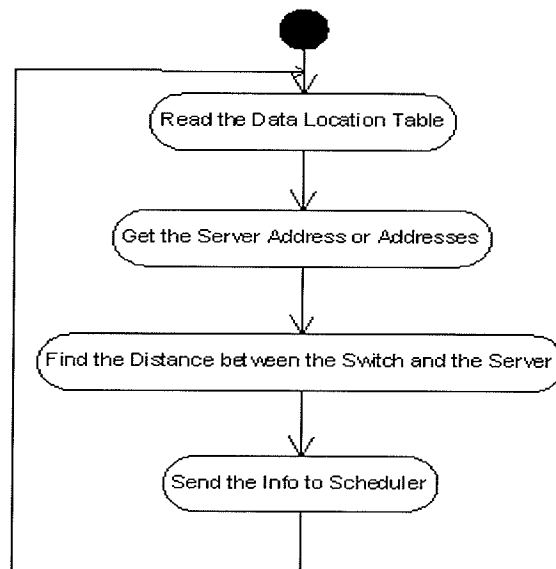 Read the Data Location Table
Get the Server Address or Addresses
Find the Distance between the Switch and the Server
Send the Info to Scheduler